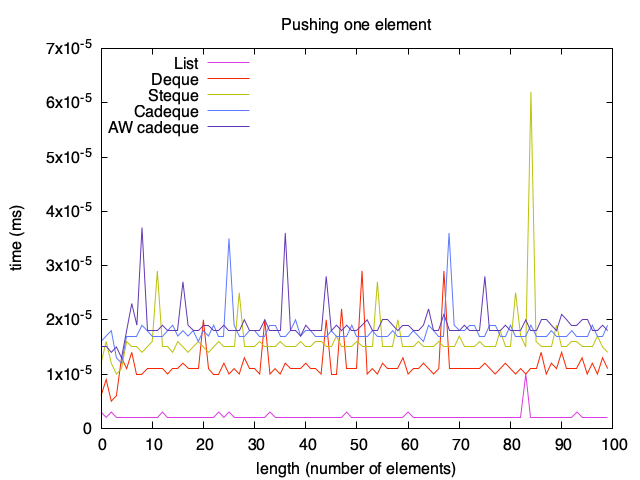 Pushing one element
7x10-5
6x10-5
5x10-5
4x10-5
3x10-5
2x10-5
1x10-5
0
time (ms)
List
Deque
Steque
Cadeque
AW cadeque
0 10 20 30 40 50 60 70 80 90 100
length (number of elements)